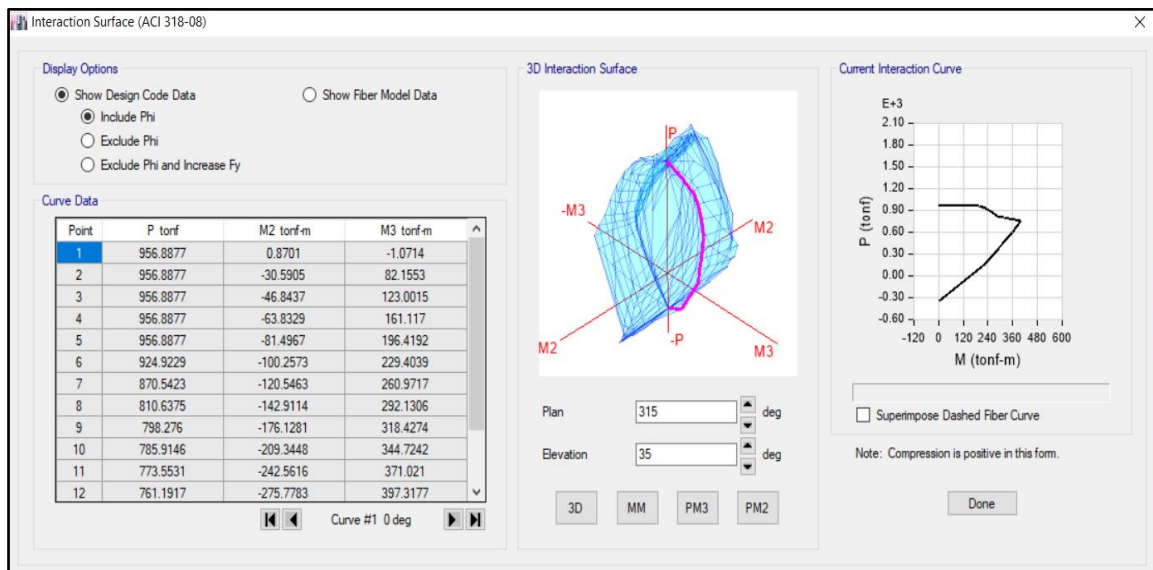 Interaction Surface (ACI 318-08)
Display Options
Show Design Code Data
Show Fiber Model Data
Include Phi
Exclude Phi
Exclude Phi and Increase Fy
Curve Data
Point P tonf M2 tonf-m M3 tonf-m
1 956.8877 0.8701 -1.0714
2 956.8877 -30.5905 82.1553
3 956.8877 -46.8437 123.0015
4 956.8877 -63.8329 161.117
5 956.8877 -81.4967 196.4192
6 924.9229 -100.2573 229.4039
7 870.5423 -120.5463 260.9717
8 810.6375 -142.9114 292.1306
9 798.276 -176.1281 318.4274
10 785.9146 -209.3448 344.7242
11 773.5531 -242.5616 371.021
12 761.1917 -275.7783 397.3177
Curve #1 0 deg
3D Interaction Surface
P
-M3
M2
M2
-P
M3
Plan 315 deg
Elevation 35 deg
3D MM PM3 PM2
Current Interaction Curve
E+3
2.10
1.80
1.50
1.20
0.90
0.60
0.30
0.00
-0.30
-0.60
P (tonf)
-120 0 120 240 360 480 600
M (tonf-m)
Superimpose Dashed Fiber Curve
Note: Compression is positive in this form.
Done